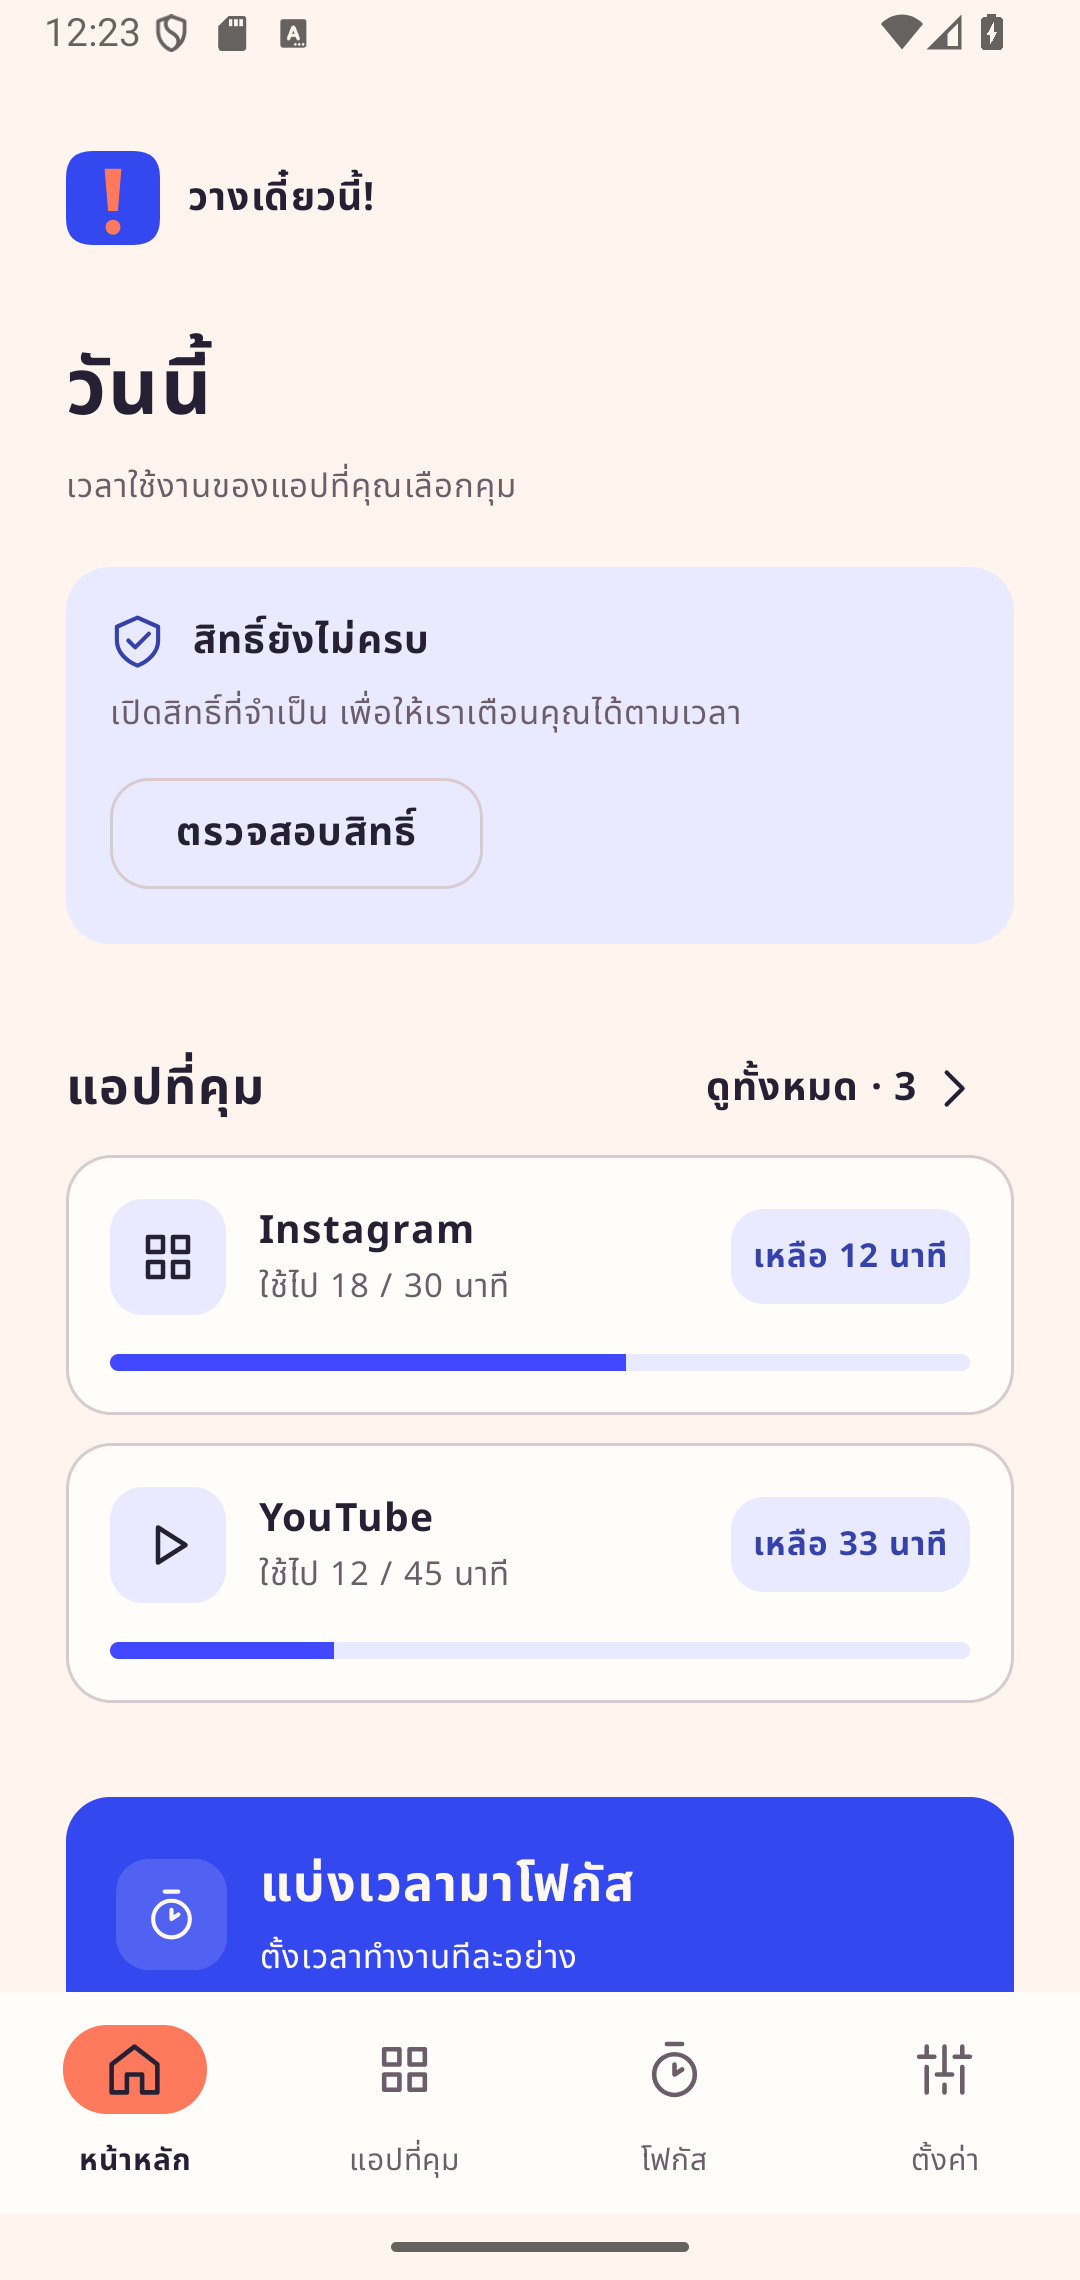 12:23
วางเดี๋ยวนี้!
วันนี้
เวลาใช้งานของแอปที่คุณเลือกคุม
สิทธิ์ยังไม่ครบ
เปิดสิทธิ์ที่จำเป็น เพื่อให้เราเตือนคุณได้ตามเวลา
ตรวจสอบสิทธิ์
แอปที่คุม
ดูทั้งหมด · 3
Instagram
ใช้ไป 18 / 30 นาที
เหลือ 12 นาที
YouTube
ใช้ไป 12 / 45 นาที
เหลือ 33 นาที
แบ่งเวลามาโฟกัส
ตั้งเวลาทำงานทีละอย่าง
หน้าหลัก
แอปที่คุม
โฟกัส
ตั้งค่า